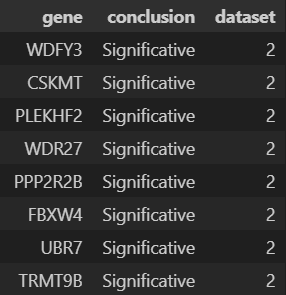 gene conclusion dataset
WDFY3 Significative 2
CSKMT Significative 2
PLEKHF2 Significative 2
WDR27 Significative 2
PPP2R2B Significative 2
FBXW4 Significative 2
UBR7 Significative 2
TRMT9B Significative 2